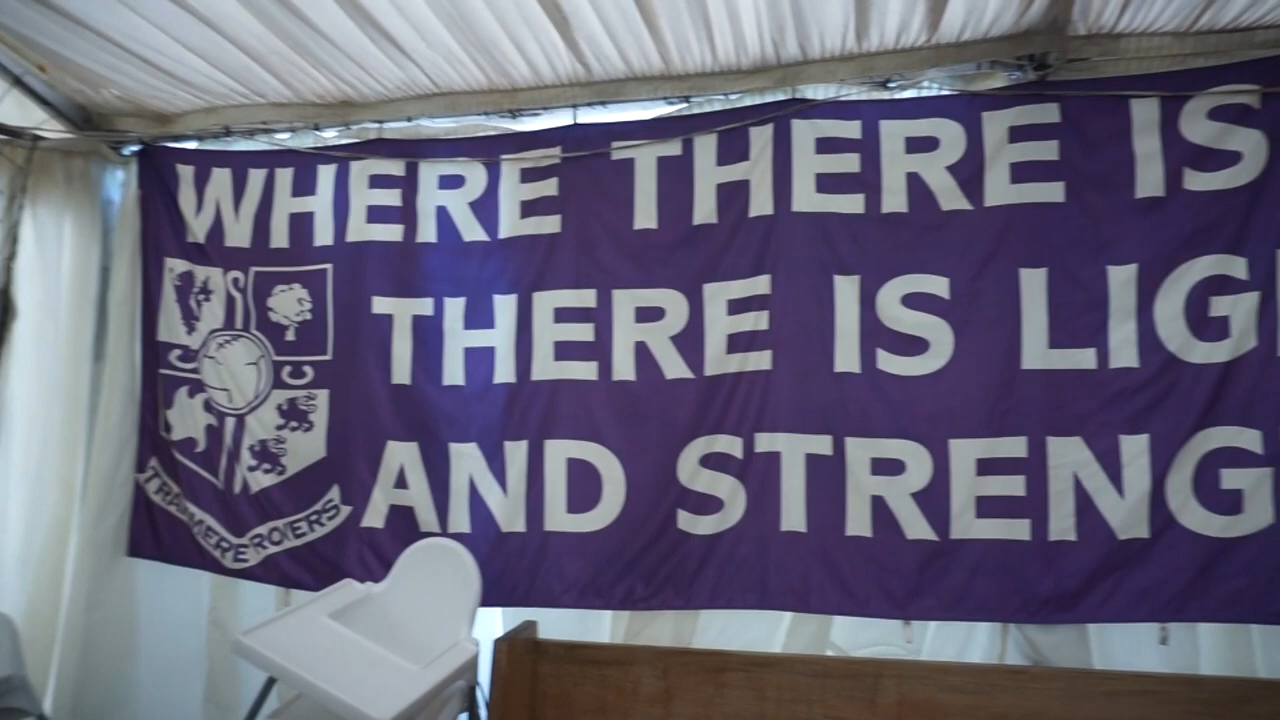 WHERE THERE IS
THERE IS LIG
AND STRENG
TRANMERE ROVERS